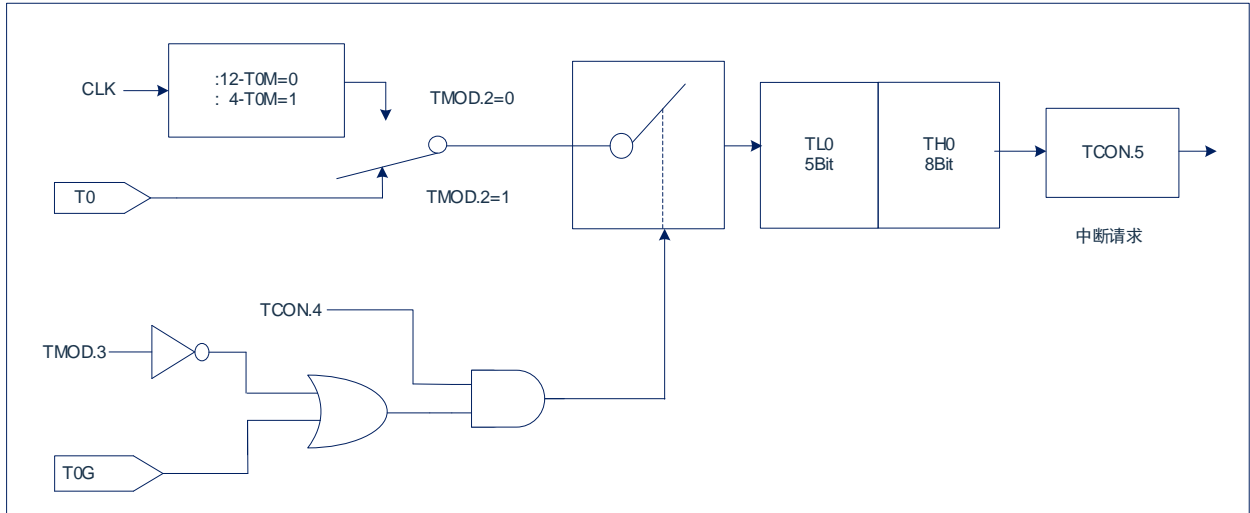 CLK
:12-T0M=0
: 4-T0M=1
TMOD.2=0
T0
TMOD.2=1
TL0
5Bit
TH0
8Bit
TCON.5
中断请求
TCON.4
TMOD.3
T0G